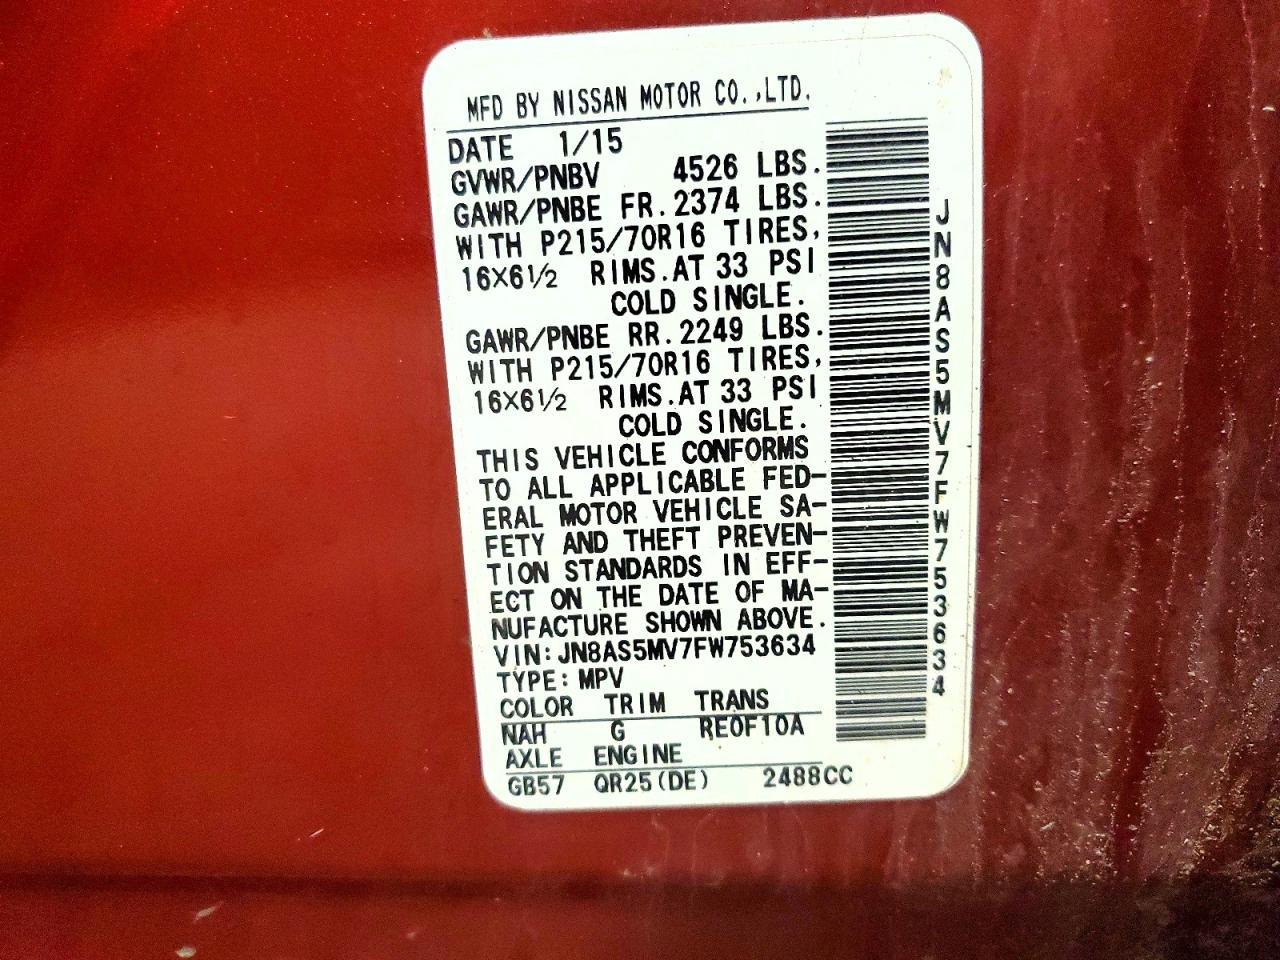 MFD BY NISSAN MOTOR CO.,LTD.
DATE 1/15
GVWR/PNBV 4526 LBS.
GAWR/PNBE FR.2374 LBS.
WITH P215/70R16 TIRES,
16X6½ RIMS.AT 33 PSI
COLD SINGLE.
GAWR/PNBE RR.2249 LBS.
WITH P215/70R16 TIRES,
16X6½ RIMS.AT 33 PSI
COLD SINGLE.
THIS VEHICLE CONFORMS
TO ALL APPLICABLE FED-
ERAL MOTOR VEHICLE SA-
FETY AND THEFT PREVEN-
TION STANDARDS IN EFF-
ECT ON THE DATE OF MA-
NUFACTURE SHOWN ABOVE.
VIN:JN8AS5MV7FW753634
TYPE:MPV
COLOR TRIM TRANS
NAH G RE0F10A
AXLE ENGINE
GB57 QR25(DE) 2488CC
JN8AS5MV7FW753634